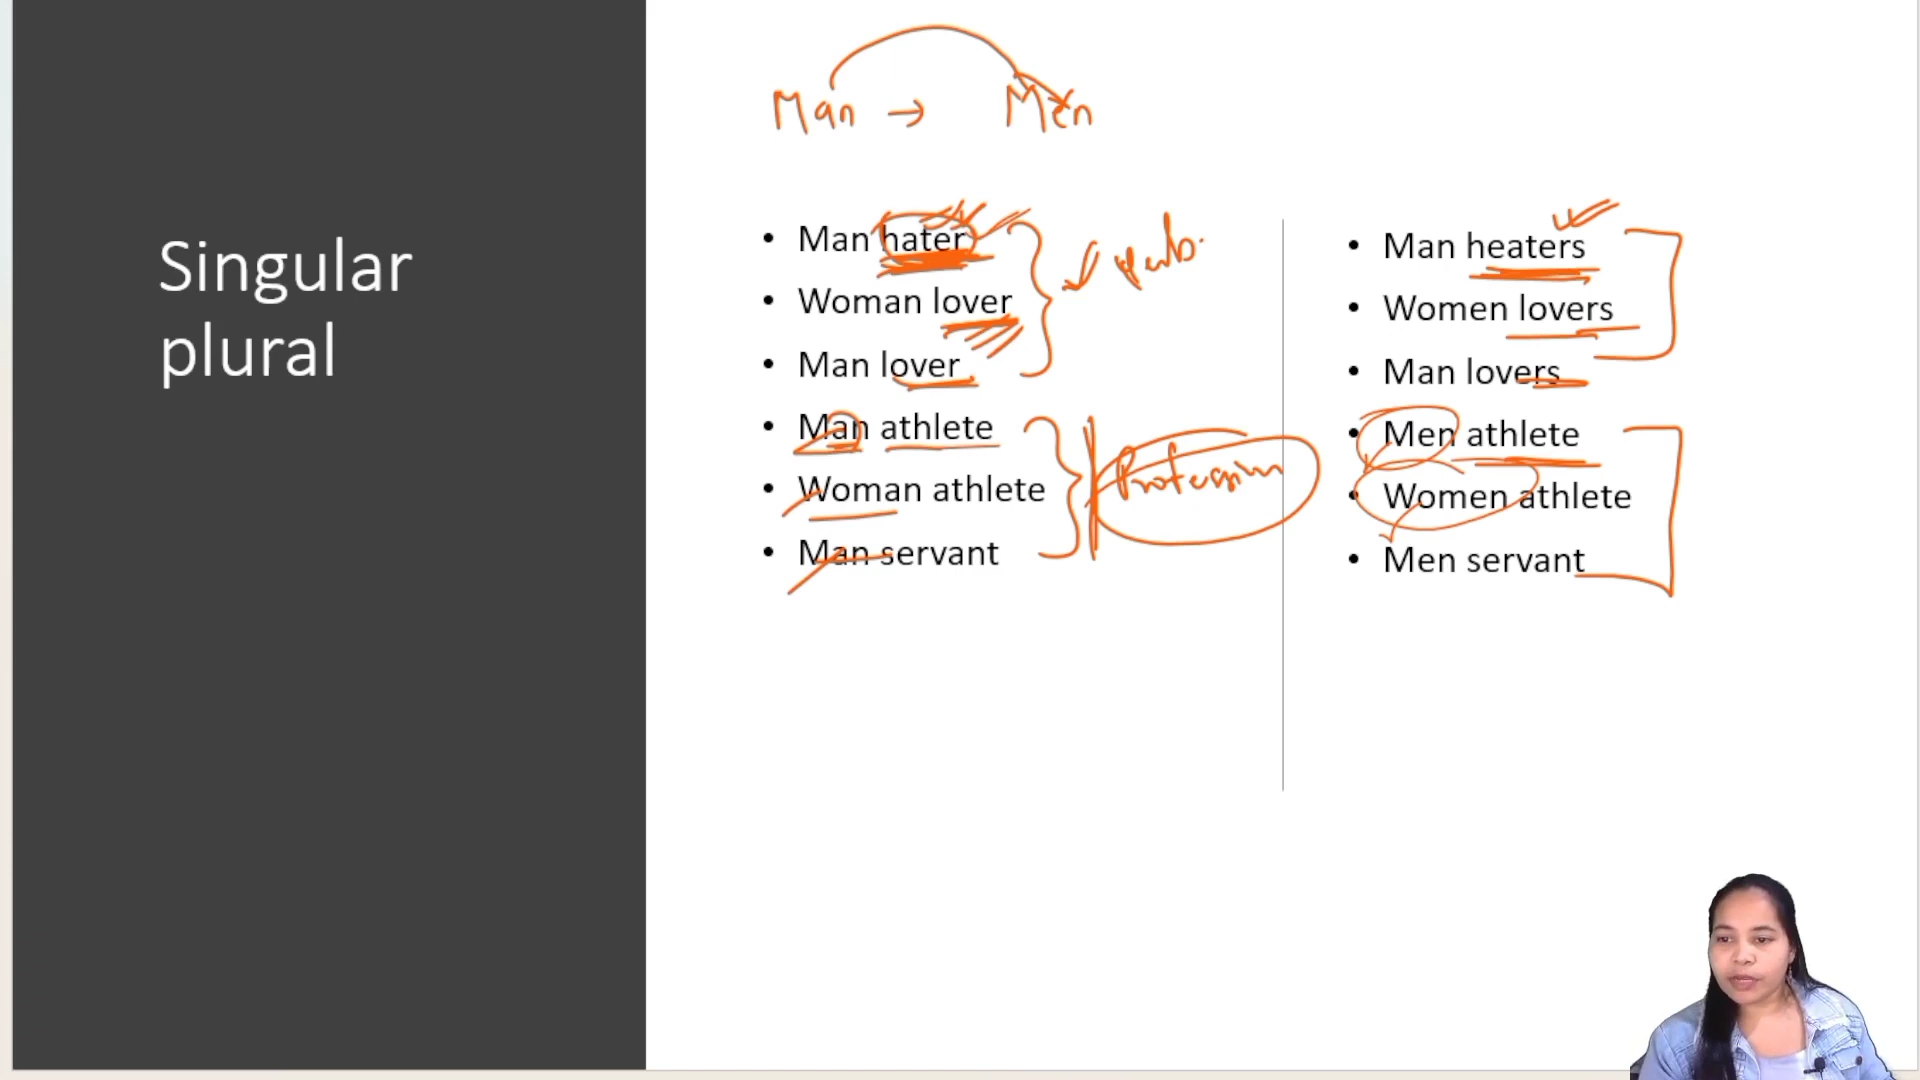 Singular
plural
Man → Men
• Man hater
• Woman lover
• Man lover
• Man athlete
• Woman athlete
• Man servant
Profession
• Man heaters
• Women lovers
• Man lovers
• Men athlete
• Women athlete
• Men servant